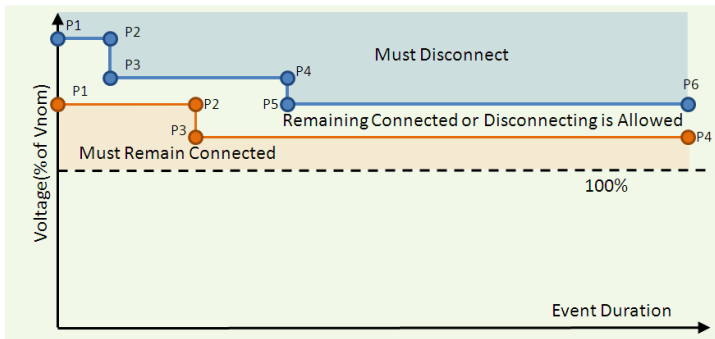 P1
P2
Must Disconnect
P3
P4
P6
P1
P2
P5
Remaining Connected or Disconnecting is Allowed
P3
P4
Must Remain Connected
100%
Voltage(% of Vnom)
Event Duration